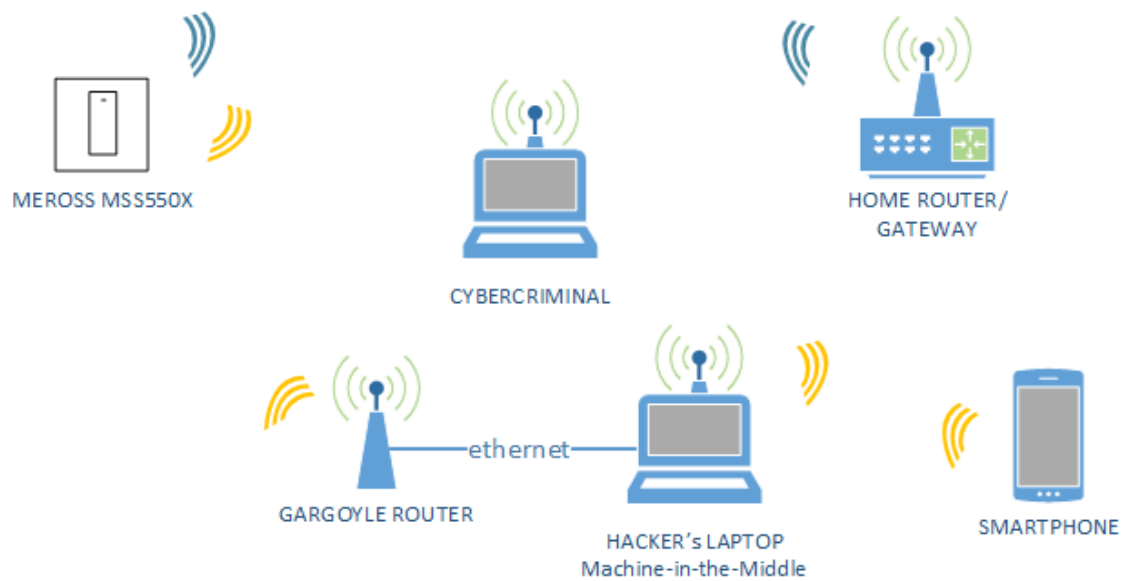 MEROSS MSS550X
HOME ROUTER/
GATEWAY
CYBERCRIMINAL
ethernet
GARGOYLE ROUTER
HACKER's LAPTOP
Machine-in-the-Middle
SMARTPHONE